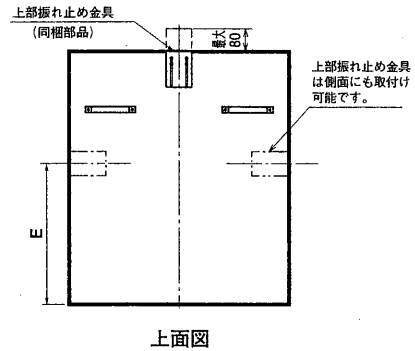 上部振れ止め金具
(同梱部品)
最大
80
上部振れ止め金具
は側面にも取付け
可能です。
E
上面図